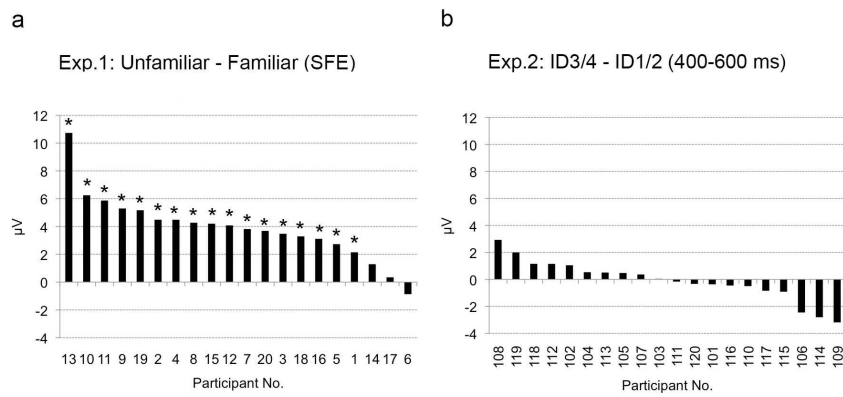 a
Exp.1: Unfamiliar - Familiar (SFE)
12
10
8
6
4
2
0
-2
-4
µV
* * * * * * * * * * * * * * * * *
13 10 11 9 19 2 4 8 15 12 7 20 3 18 16 5 1 14 17 6
Participant No.
b
Exp.2: ID3/4 - ID1/2 (400-600 ms)
12
10
8
6
4
2
0
-2
-4
µV
108 119 118 112 102 104 113 105 107 103 111 120 101 116 110 117 115 106 114 109
Participant No.